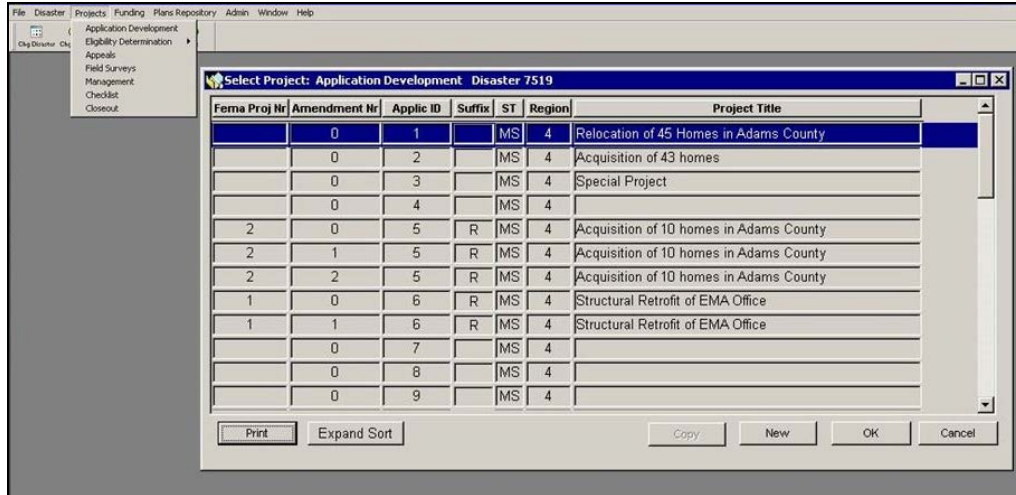 File Disaster Projects Funding Plans Repository Admin Window Help
Chg Disaster
Application Development
Eligibility Determination
Appeals
Field Surveys
Management
Checklist
Closeout
Select Project: Application Development Disaster 7519
Fema Proj Nr Amendment Nr Applic ID Suffix ST Region Project Title
0 1 MS 4 Relocation of 45 Homes in Adams County
0 2 MS 4 Acquisition of 43 homes
0 3 MS 4 Special Project
0 4 MS 4
2 0 5 R MS 4 Acquisition of 10 homes in Adams County
2 1 5 R MS 4 Acquisition of 10 homes in Adams County
2 2 5 R MS 4 Acquisition of 10 homes in Adams County
1 0 6 R MS 4 Structural Retrofit of EMA Office
1 1 6 R MS 4 Structural Retrofit of EMA Office
0 7 MS 4
0 8 MS 4
0 9 MS 4
Print Expand Sort Copy New OK Cancel